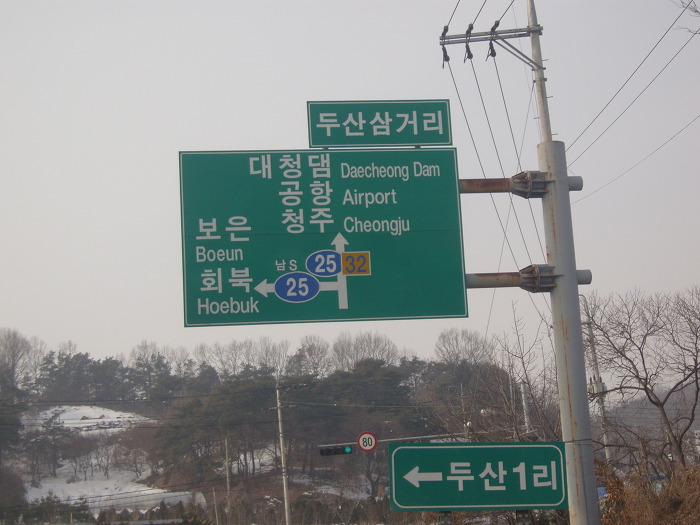 두산삼거리
대청댐 Daecheong Dam
공항 Airport
청주 Cheongju
보은
Boeun
남S 25 32
회북 25
Hoebuk
80
두산1리